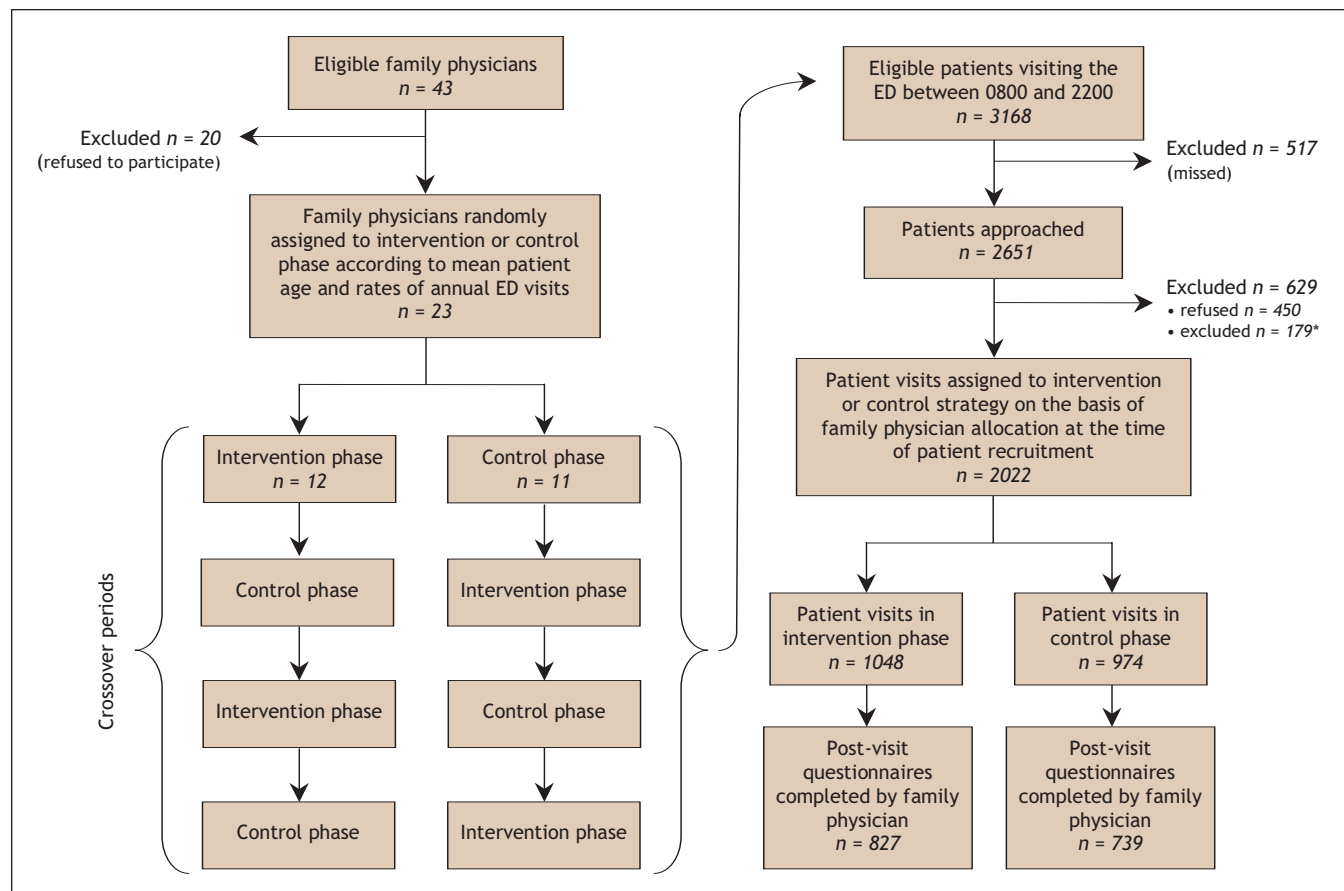 Eligible family physicians
n = 43
Excluded n = 20
(refused to participate)
Family physicians randomly
assigned to intervention or control
phase according to mean patient
age and rates of annual ED visits
n = 23
Crossover periods
Intervention phase
n = 12
Control phase
Intervention phase
Control phase
Control phase
n = 11
Intervention phase
Control phase
Intervention phase
Eligible patients visiting the
ED between 0800 and 2200
n = 3168
Excluded n = 517
(missed)
Patients approached
n = 2651
Excluded n = 629
• refused n = 450
• excluded n = 179*
Patient visits assigned to intervention
or control strategy on the basis of
family physician allocation at the time
of patient recruitment
n = 2022
Patient visits in
intervention phase
n = 1048
Post-visit
questionnaires
completed by family
physician
n = 827
Patient visits in
control phase
n = 974
Post-visit
questionnaires
completed by family
physician
n = 739